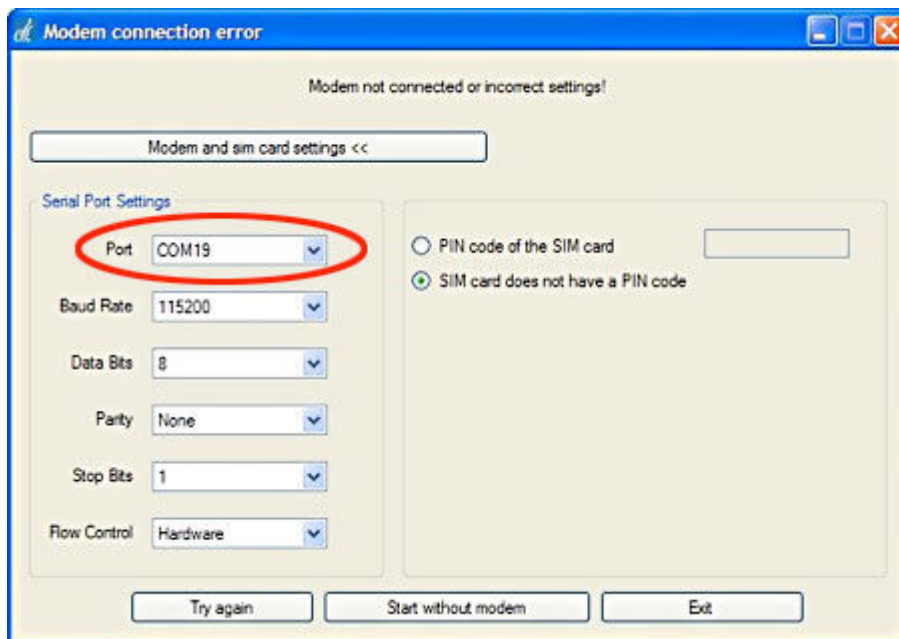 Modem connection error
Modem not connected or incorrect settings!
Modem and sim card settings <<
Serial Port Settings
Port COM19
PIN code of the SIM card
SIM card does not have a PIN code
Baud Rate 115200
Data Bits 8
Parity None
Stop Bits 1
Flow Control Hardware
Try again Start without modem Exit